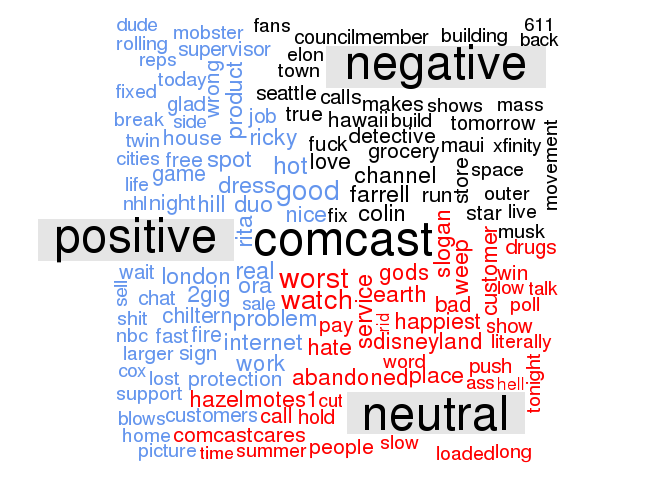 dude
fans
611
rolling
mobster
councilmember
building
back
reps
supervisor
elon
negative
today
wrong
product
town
fixed
glad
seattle
calls
makes
shows
mass
break
side
job
true
hawaii
build
tomorrow
movement
twin
house
ricky
fuck
detective
maui
xfinity
cities
free
spot
hot
love
grocery
store
space
life
game
dress
good
channel
outer
nhl
night
hill
duo
nice
fix
farrell
run
star
live
rita
colin
slogan
musk
positive
comcast
weep
customer
drugs
wait
london
real
worst
gods
win
sell
chat
2gig
ora
watch
service
earth
low
talk
sale
bad
poll
shit
chiltern
problem
pay
rid
happiest
show
nbc
fast
fire
internet
hate
disneyland
literally
larger
sign
work
word
push
tonight
cox
lost
protection
abandoned
place
ass
hell
support
hazelmotes1
cut
neutral
blows
customers
call
hold
home
comcastcares
picture
time
summer
people
slow
loaded
long